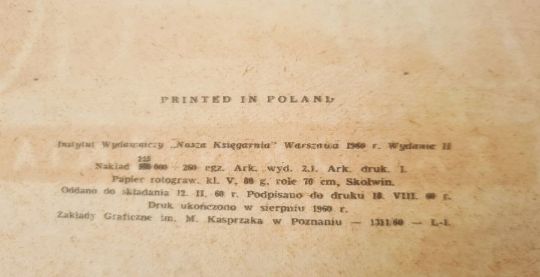 PRINTED IN POLAND
Instytut Wydawniczy „Nasza Księgarnia" Warszawa 1960 r. Wydanie II
Nakład 000 + 260 egz. Ark. wyd. 2,1. Ark. druk. 1.
Papier rotograw. kl. V, 80 g, role 70 cm, Skolwin.
Oddano do składania 12. II. 60 r. Podpisano do druku 10. VIII. 60 r.
Druk ukończono w sierpniu 1960 r.
Zakłady Graficzne im. M. Kasprzaka w Poznaniu — 1311/60 — L-1.